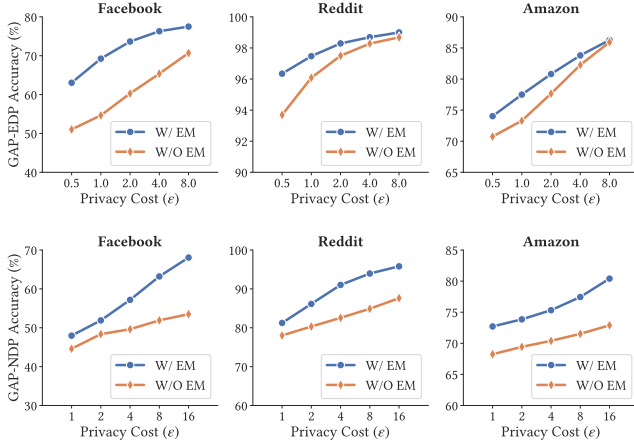 Facebook
Reddit
Amazon
GAP-EDP Accuracy (%)
80
70
60
50
40
W/ EM
W/O EM
0.5 1.0 2.0 4.0 8.0
Privacy Cost (ε)
100
98
96
94
92
90
W/ EM
W/O EM
0.5 1.0 2.0 4.0 8.0
Privacy Cost (ε)
90
85
80
75
70
65
W/ EM
W/O EM
0.5 1.0 2.0 4.0 8.0
Privacy Cost (ε)
Facebook
Reddit
Amazon
GAP-NDP Accuracy (%)
70
60
50
40
30
W/ EM
W/O EM
1 2 4 8 16
Privacy Cost (ε)
100
90
80
70
60
W/ EM
W/O EM
1 2 4 8 16
Privacy Cost (ε)
85
80
75
70
65
60
W/ EM
W/O EM
1 2 4 8 16
Privacy Cost (ε)